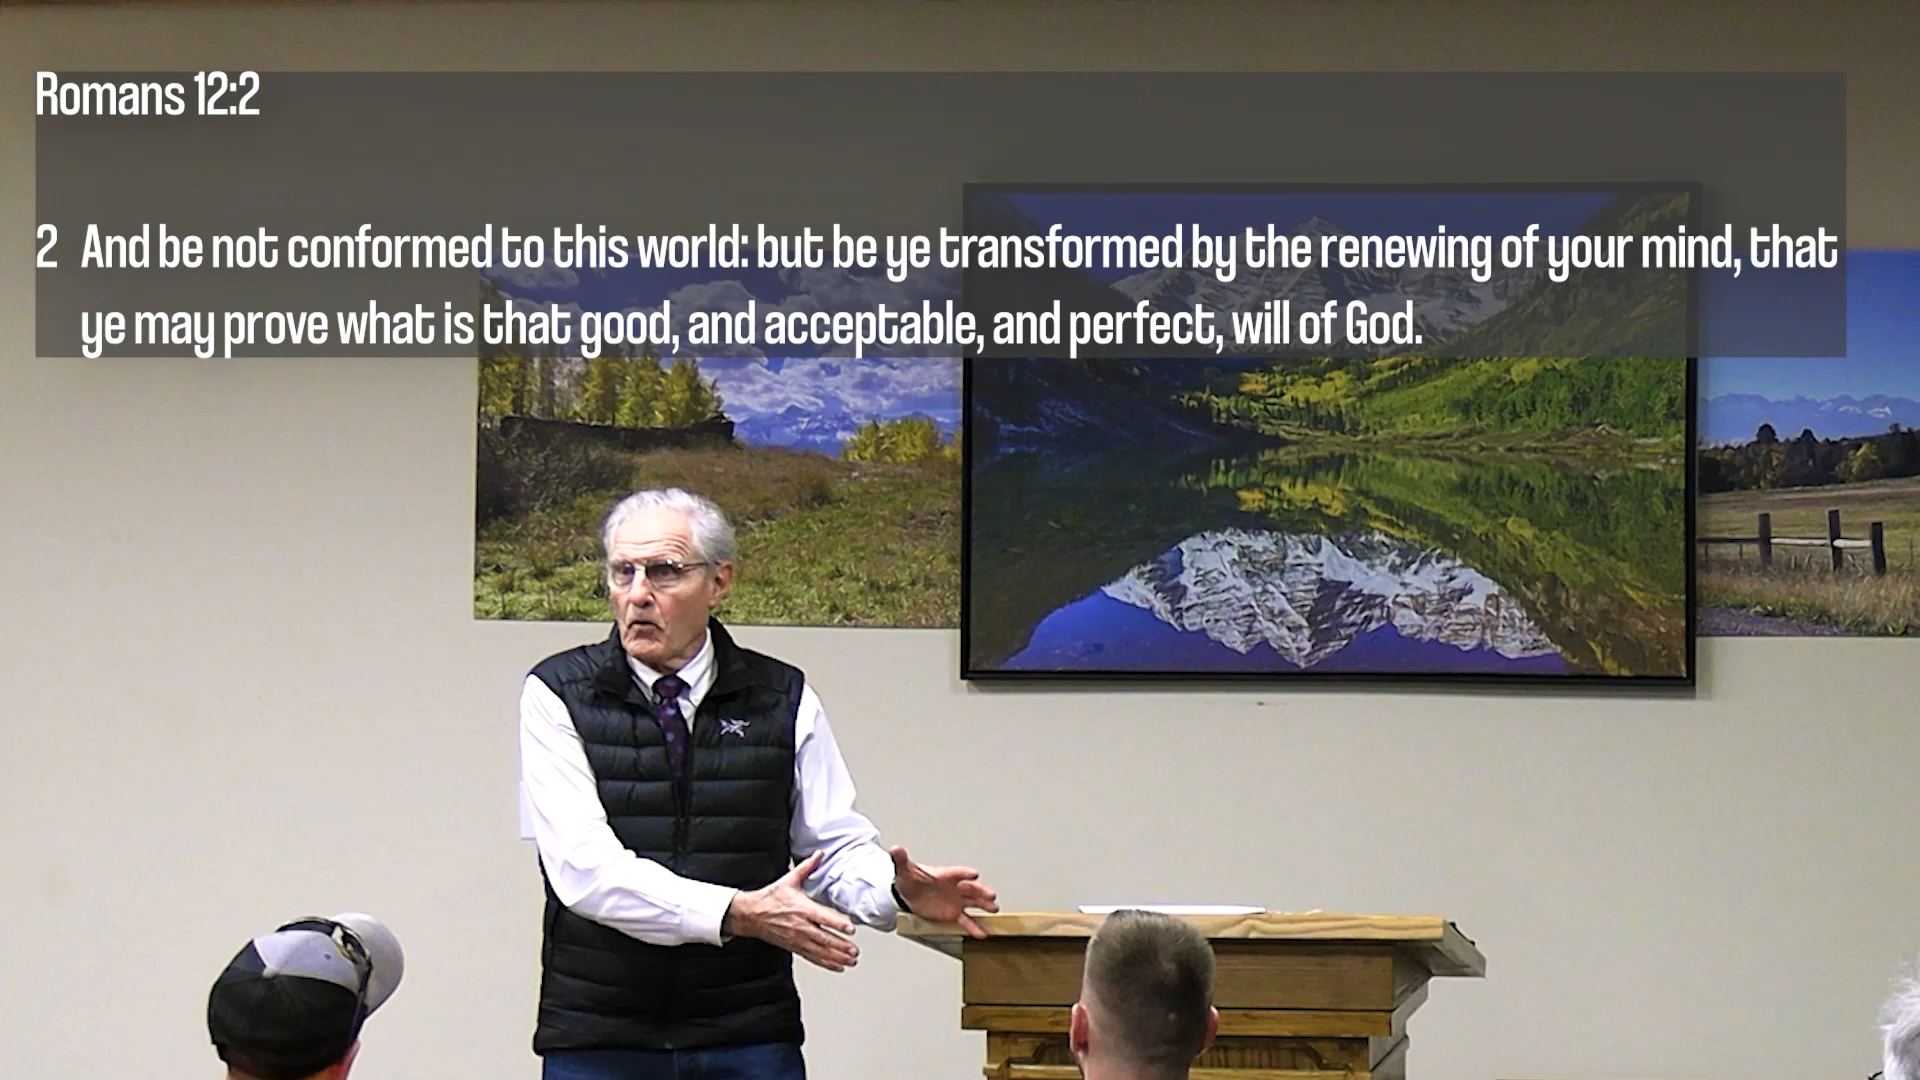 Romans 12:2
2 And be not conformed to this world: but be ye transformed by the renewing of your mind, that
ye may prove what is that good, and acceptable, and perfect, will of God.